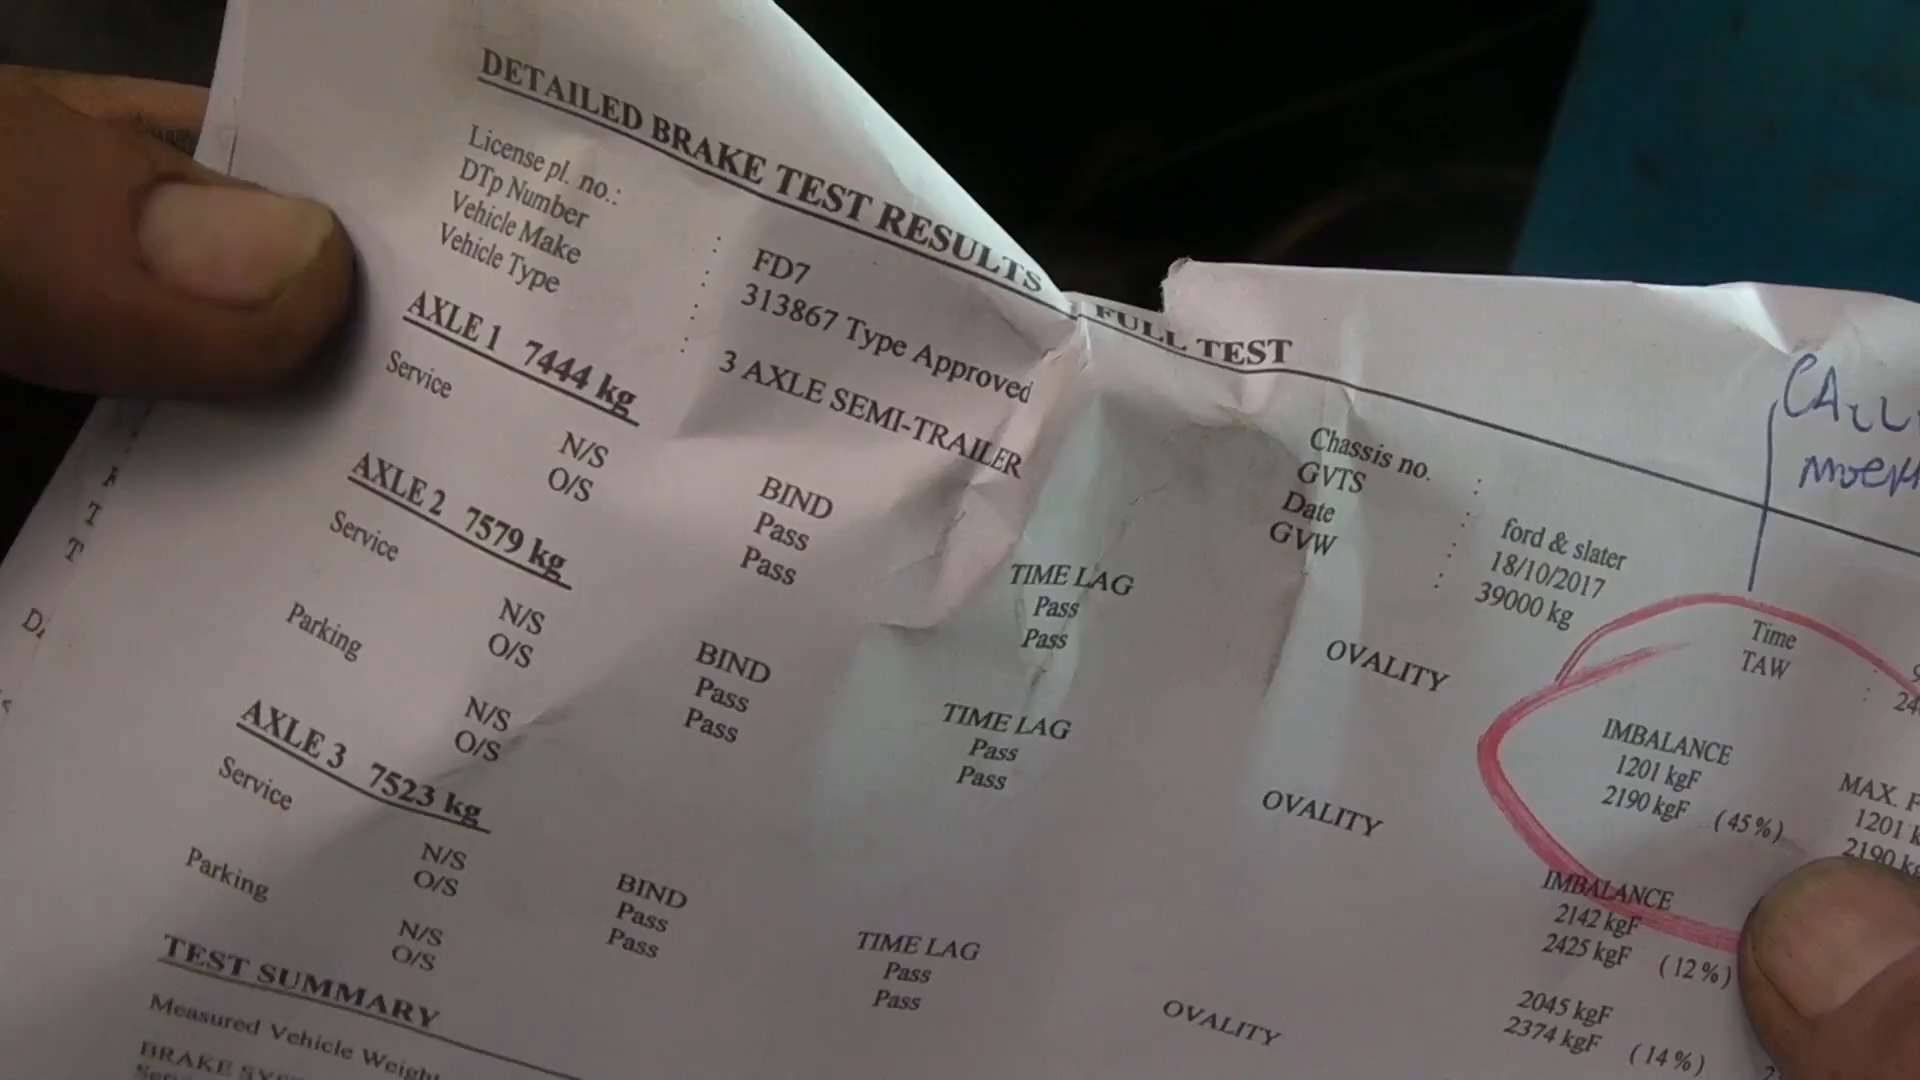 DETAILED BRAKE TEST RESULTS FULL TEST
License pl. no.: : FD7
DTp Number : 313867 Type Approved
Vehicle Make :
Vehicle Type : 3 AXLE SEMI-TRAILER
Chassis no. :
GVTS : ford & slater
Date : 18/10/2017
GVW : 39000 kg
Time :
TAW : 24
AXLE 1 7444 kg
BIND TIME LAG OVALITY IMBALANCE MAX. F
Service N/S Pass Pass 1201 kgF 1201 k
O/S Pass Pass 2190 kgF (45%) 2190 kg
AXLE 2 7579 kg
BIND TIME LAG OVALITY IMBALANCE
Service N/S Pass Pass 2142 kgF
O/S Pass Pass 2425 kgF (12%)
Parking N/S 2045 kgF
O/S 2374 kgF (14%)
AXLE 3 7523 kg
BIND TIME LAG OVALITY
Service N/S Pass Pass
O/S Pass Pass
Parking N/S
O/S
TEST SUMMARY
Measured Vehicle Weight
BRAKE